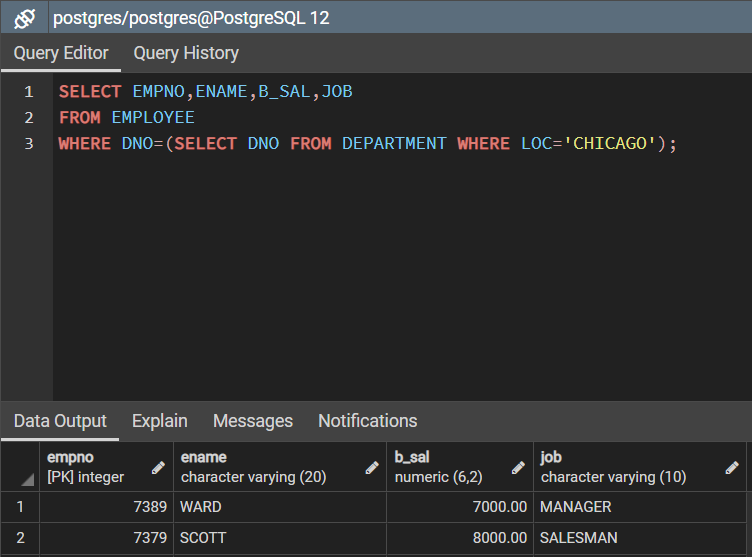 postgres/postgres@PostgreSQL 12
Query Editor Query History
1 SELECT EMPNO,ENAME,B_SAL,JOB
2 FROM EMPLOYEE
3 WHERE DNO=(SELECT DNO FROM DEPARTMENT WHERE LOC='CHICAGO');
Data Output Explain Messages Notifications
empno ename b_sal job
[PK] integer character varying (20) numeric (6,2) character varying (10)
1 7389 WARD 7000.00 MANAGER
2 7379 SCOTT 8000.00 SALESMAN